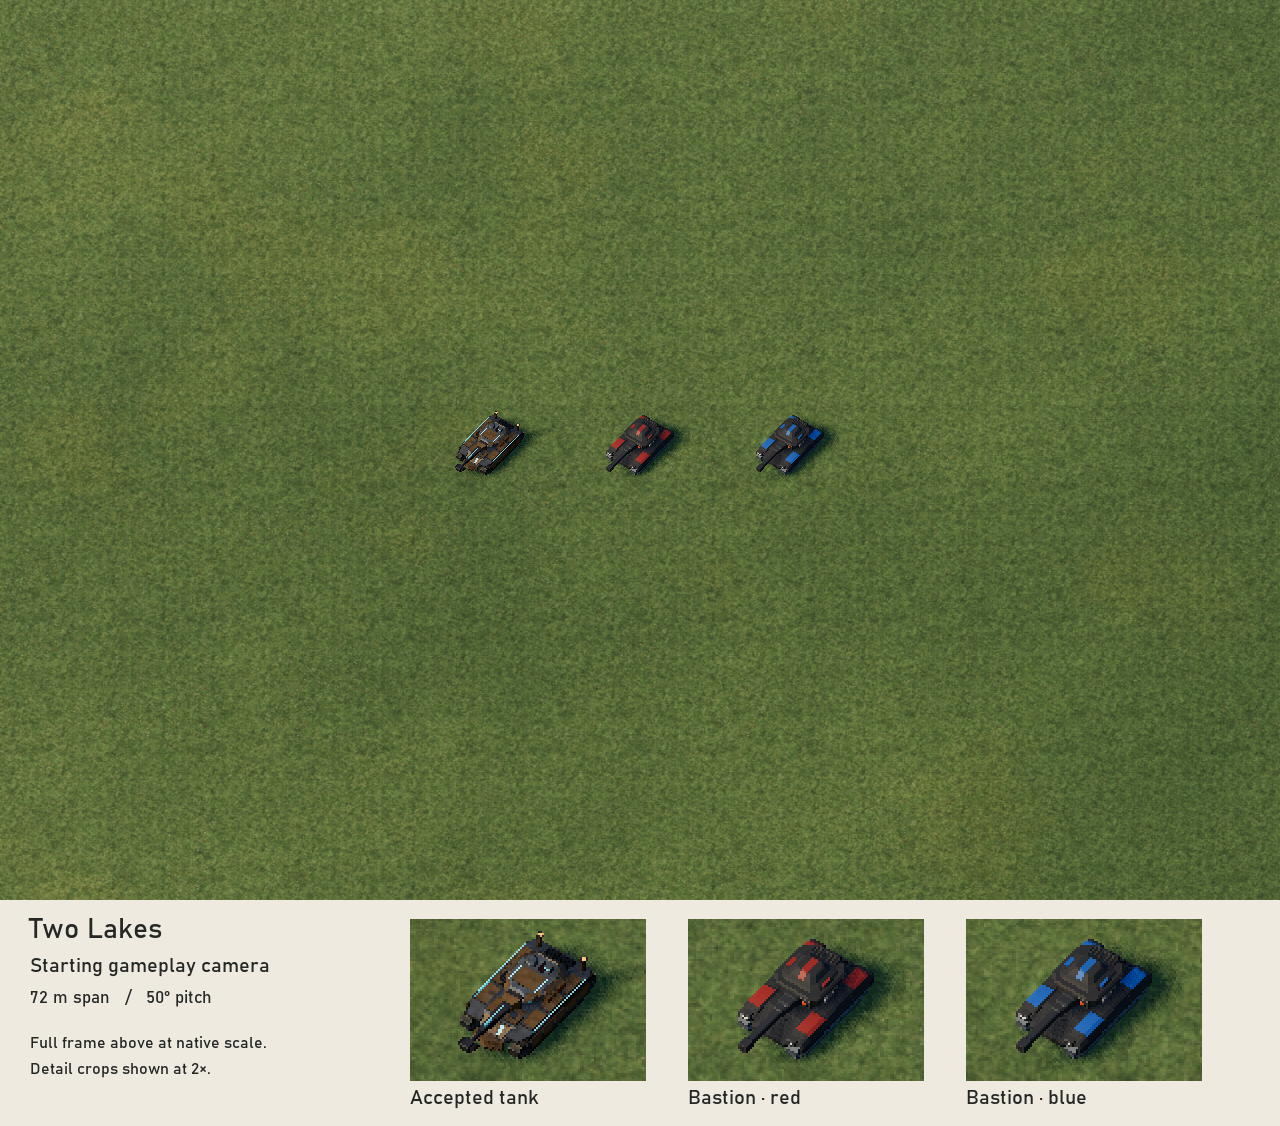 Two Lakes
Starting gameplay camera
72 m span / 50° pitch
Full frame above at native scale.
Detail crops shown at 2×.
Accepted tank
Bastion · red
Bastion · blue